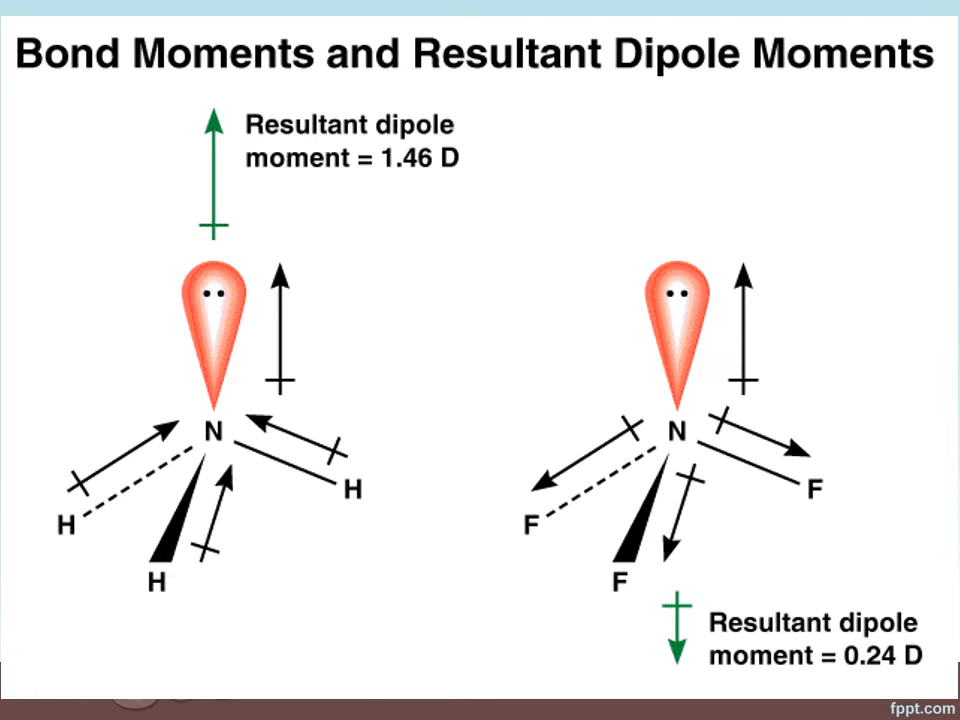 Bond Moments and Resultant Dipole Moments
Resultant dipole
moment = 1.46 D
N
H
H
H
N
F
F
F
Resultant dipole
moment = 0.24 D
fppt.com